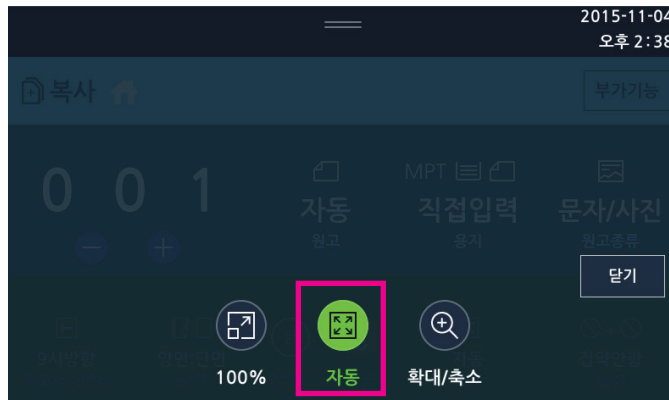 2015-11-04
오후 2:38
복사
부가기능
0 0 1
자동
원고
MPT
직접입력
용지
문자/사진
원고종류
닫기
100%
자동
확대/축소